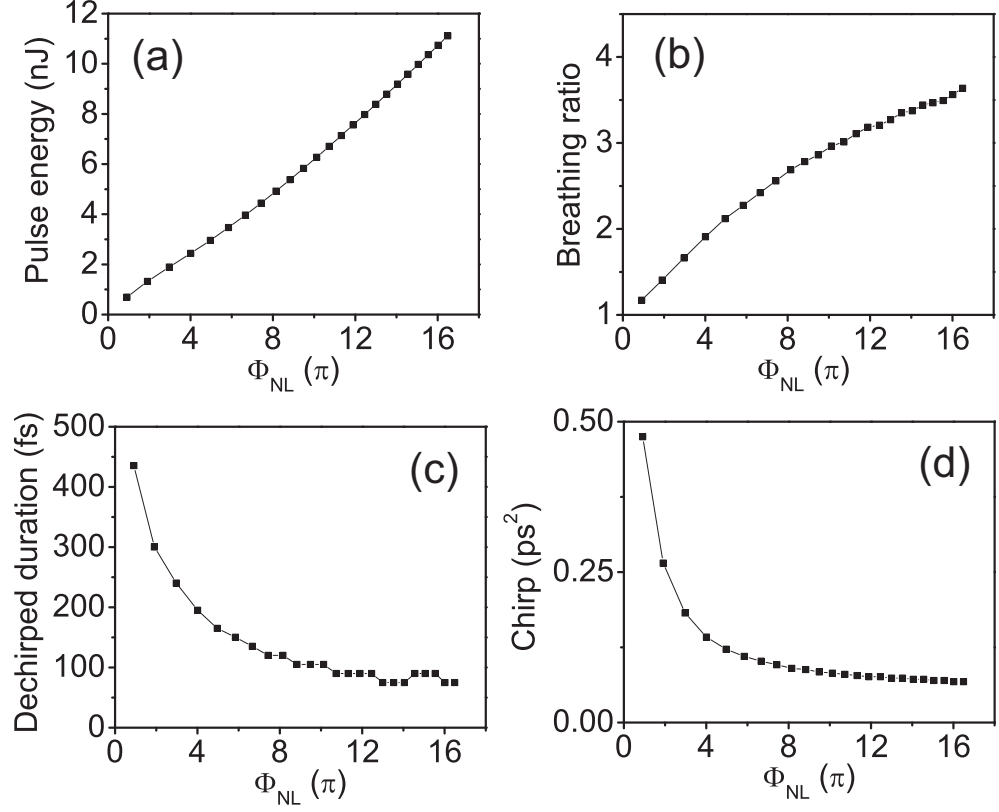 (a)
Pulse energy (nJ)
12
10
8
6
4
2
0
0 4 8 12 16
Φ_NL (π)
(b)
Breathing ratio
4
3
2
1
0 4 8 12 16
Φ_NL (π)
(c)
Dechirped duration (fs)
500
400
300
200
100
0
0 4 8 12 16
Φ_NL (π)
(d)
Chirp (ps²)
0.50
0.25
0.00
0 4 8 12 16
Φ_NL (π)